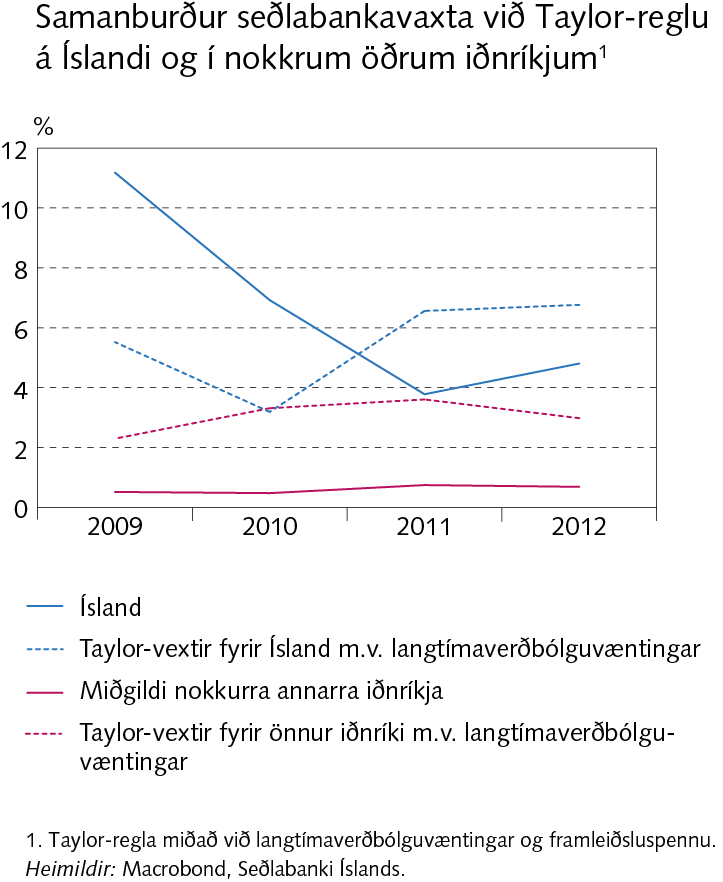 Samanburður seðlabankavaxta við Taylor-reglu
á Íslandi og í nokkrum öðrum iðnríkjum¹
%
12
10
8
6
4
2
0
2009 2010 2011 2012
Ísland
Taylor-vextir fyrir Ísland m.v. langtímaverðbólguvæntingar
Miðgildi nokkurra annarra iðnríkja
Taylor-vextir fyrir önnur iðnríki m.v. langtímaverðbólgu-
væntingar
1. Taylor-regla miðað við langtímaverðbólguvæntingar og framleiðsluspennu.
Heimildir: Macrobond, Seðlabanki Íslands.